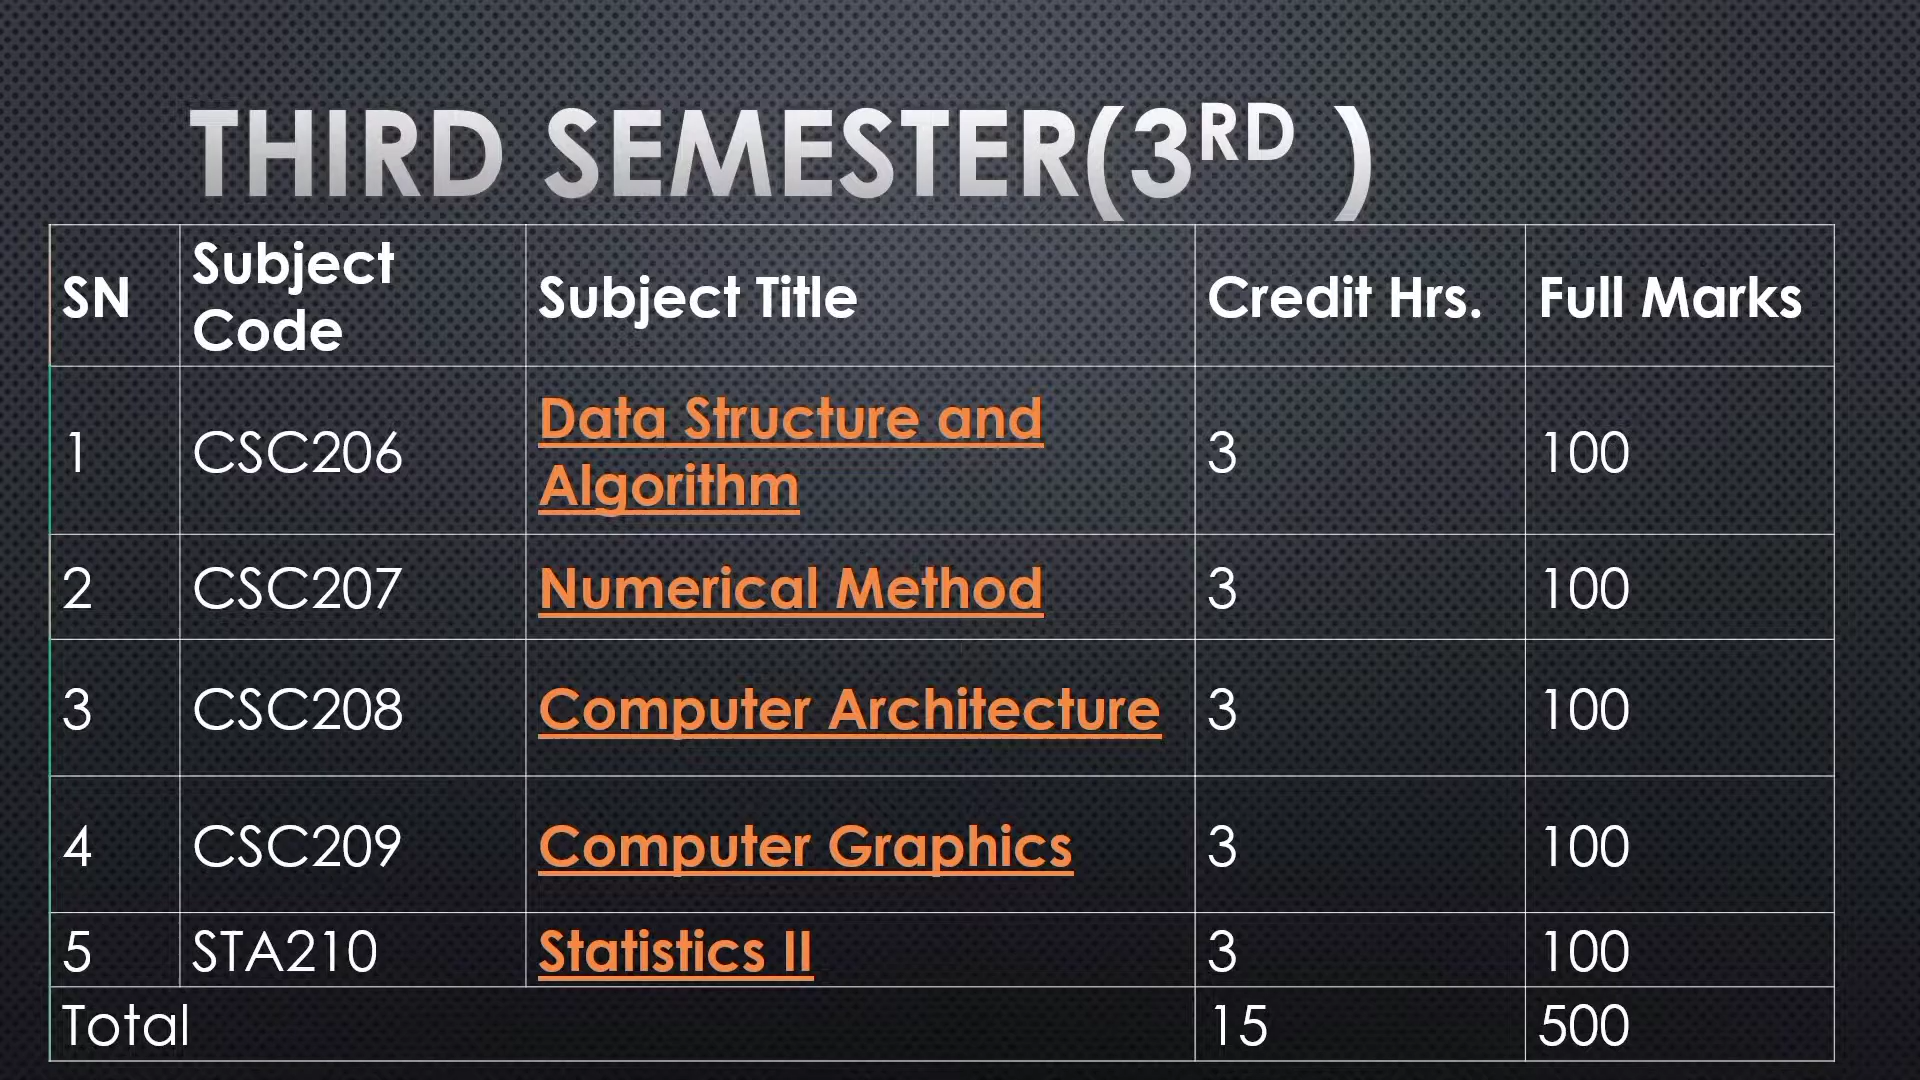 THIRD SEMESTER(3RD )
SN Subject Code Subject Title Credit Hrs. Full Marks
1 CSC206 Data Structure and Algorithm 3 100
2 CSC207 Numerical Method 3 100
3 CSC208 Computer Architecture 3 100
4 CSC209 Computer Graphics 3 100
5 STA210 Statistics II 3 100
Total 15 500